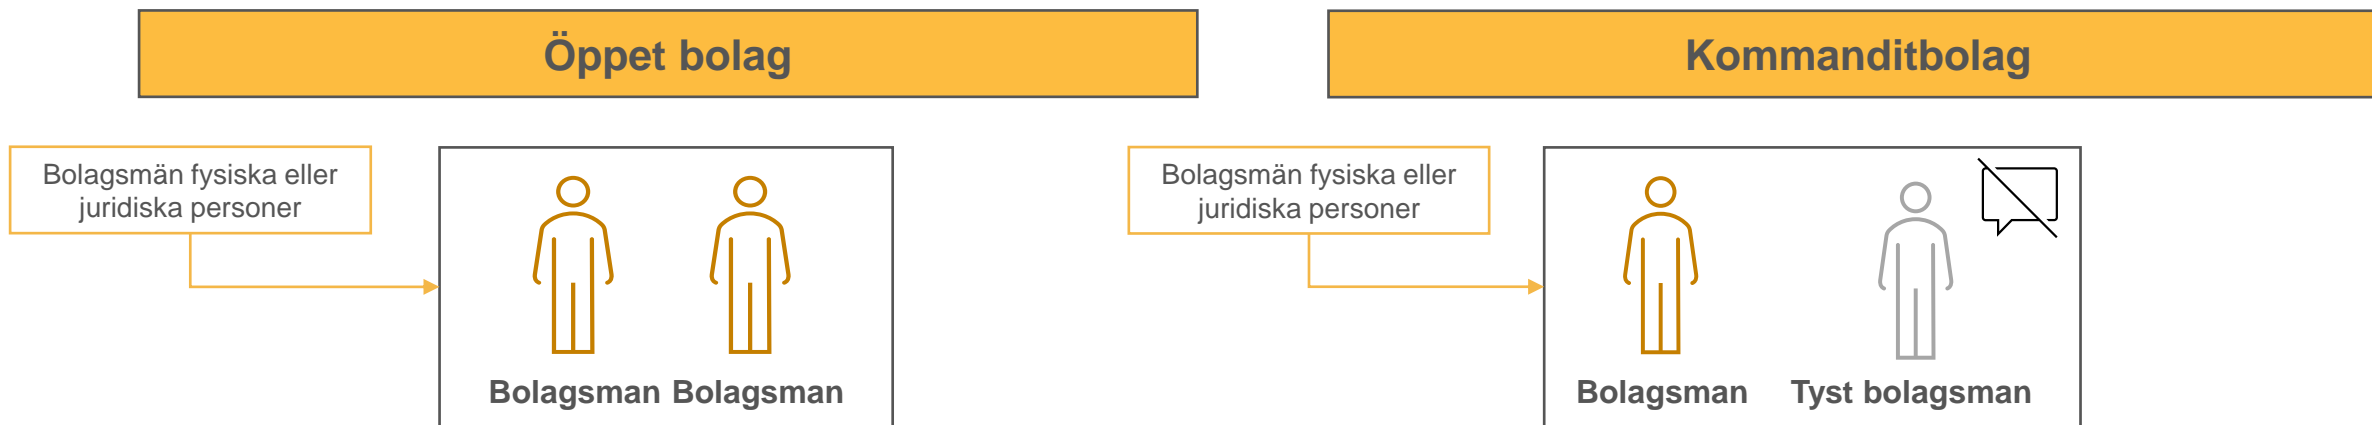 Öppet bolag
Kommanditbolag
Bolagsmän fysiska eller
juridiska personer
Bolagsman Bolagsman
Bolagsmän fysiska eller
juridiska personer
Bolagsman
Tyst bolagsman